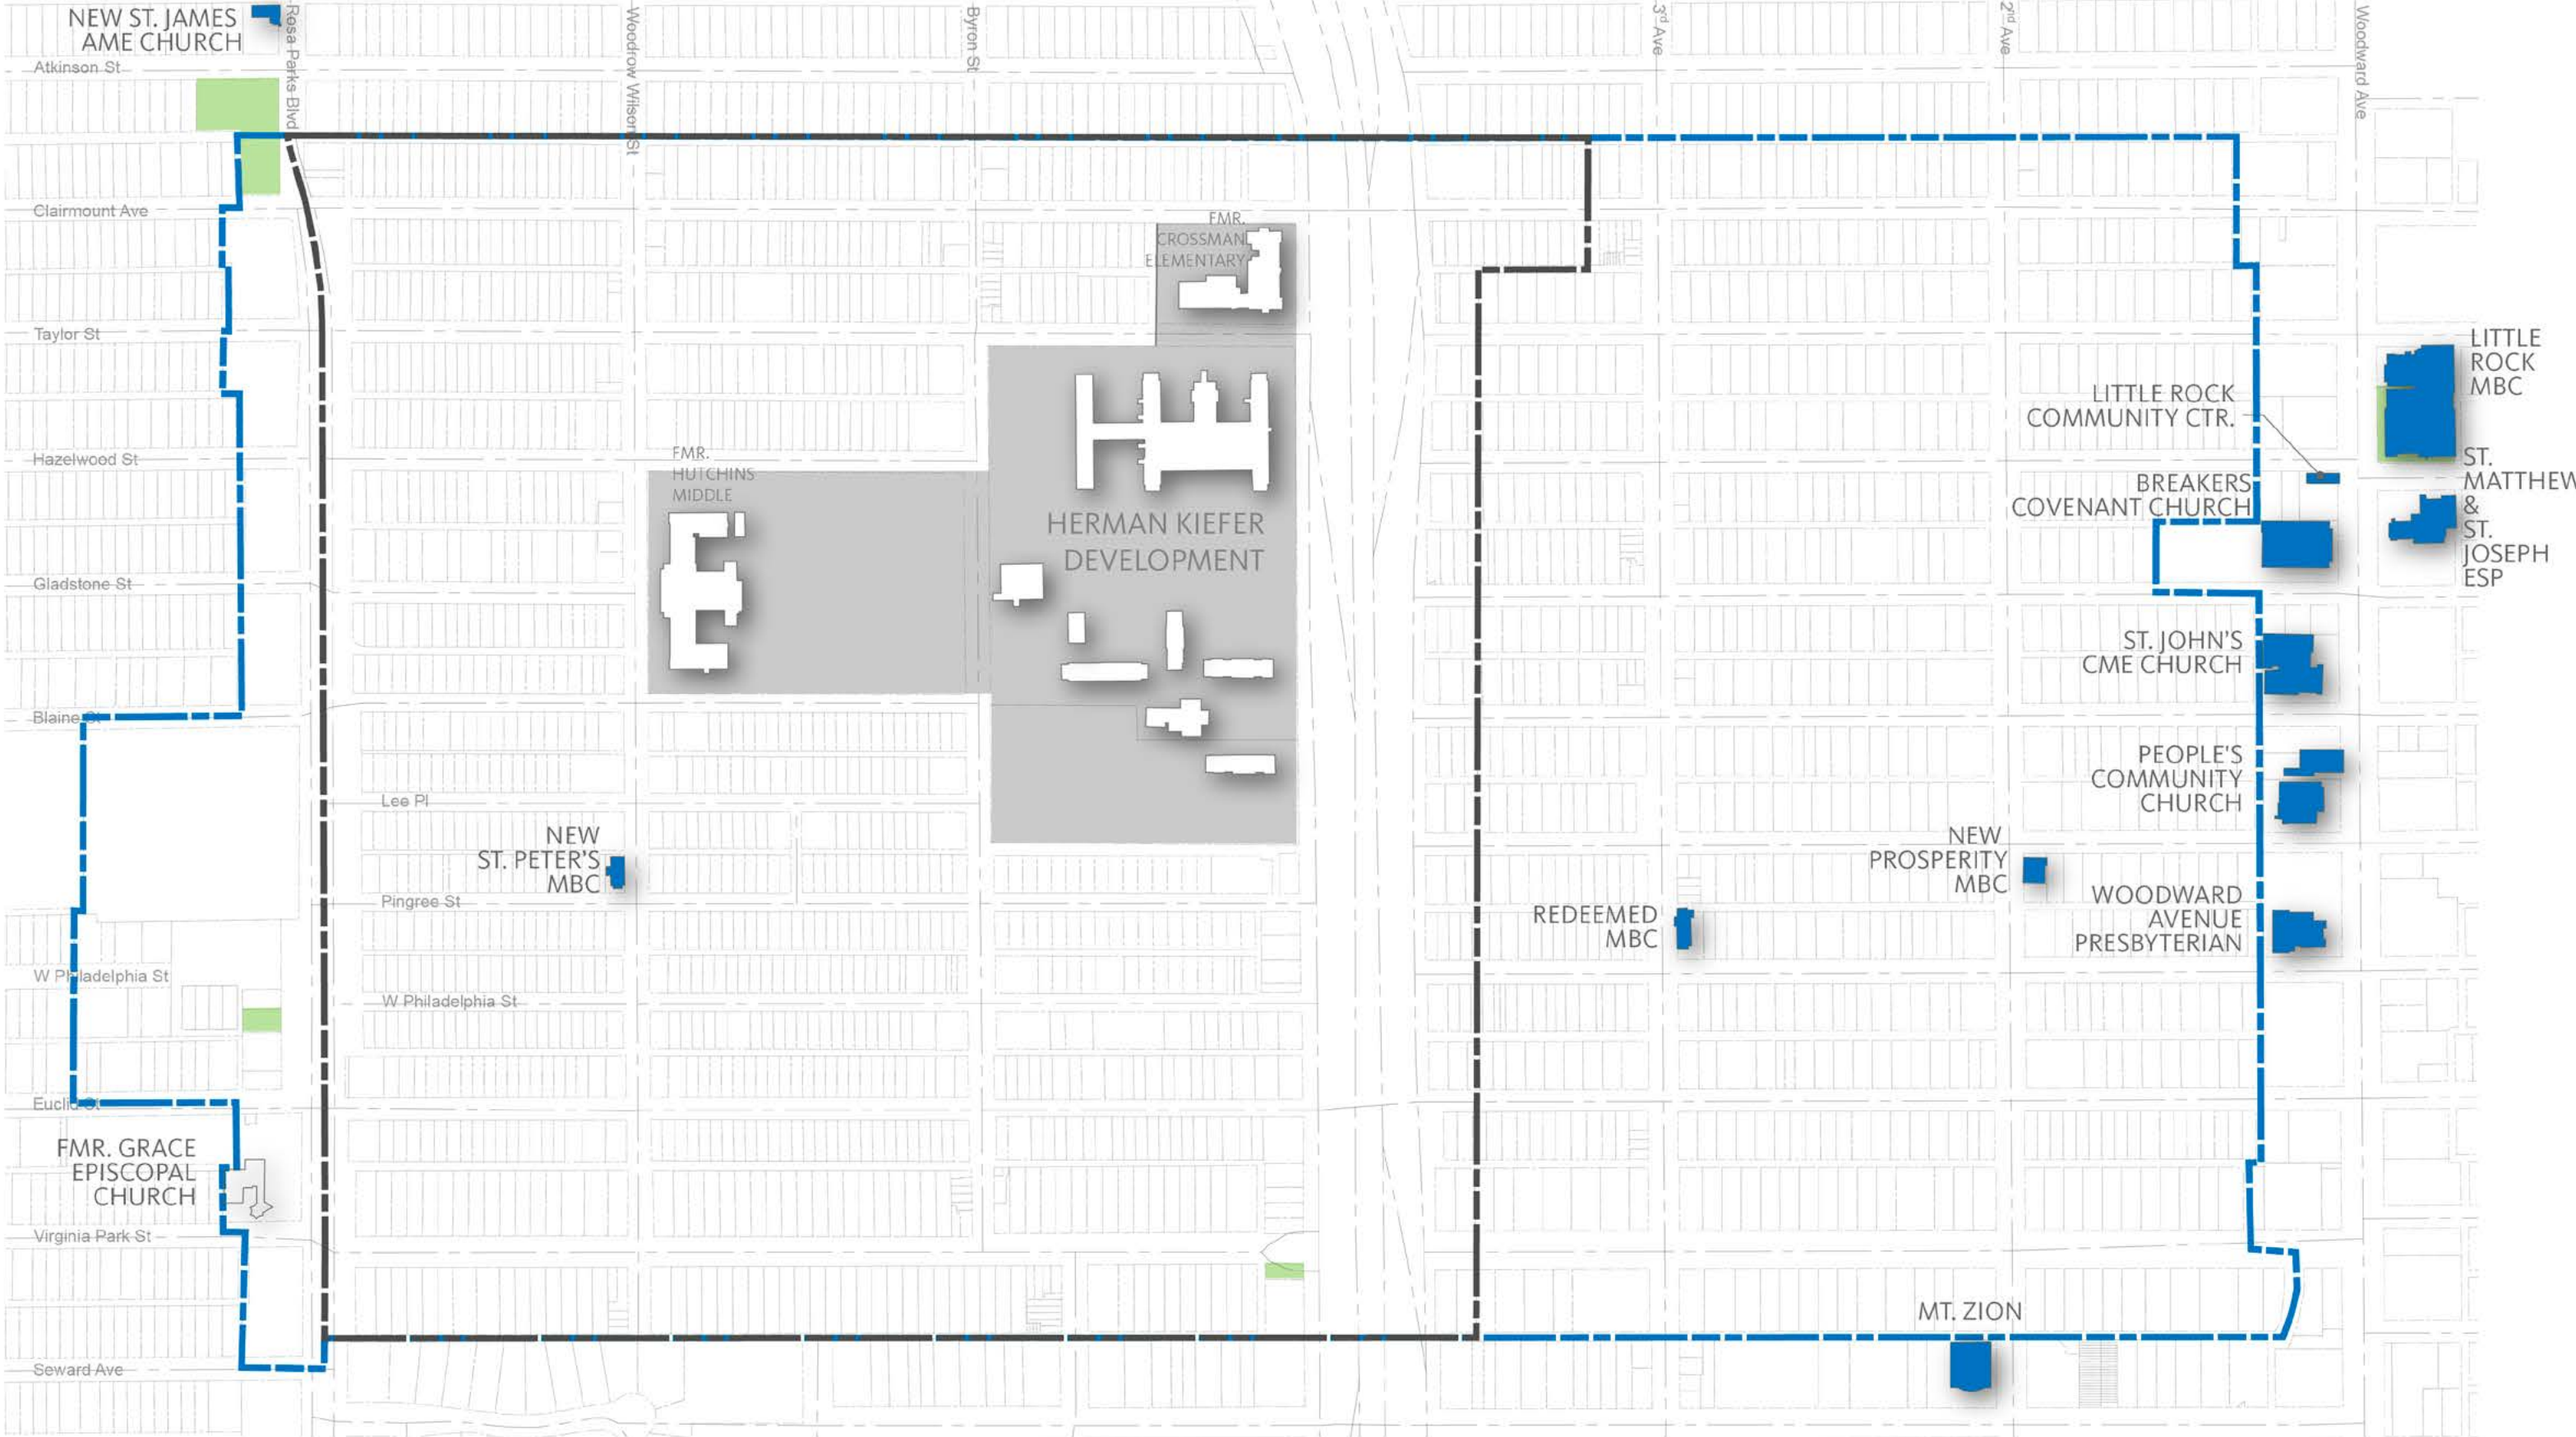 NEW ST. JAMES
AME CHURCH
Rosa Parks Blvd
Woodrow Wilson St
Byron St
3rd Ave
2nd Ave
Woodward Ave
Atkinson St
Clairmount Ave
FMR.
CROSSMAN
ELEMENTARY
Taylor St
LITTLE
ROCK
MBC
LITTLE ROCK
COMMUNITY CTR.
Hazelwood St
FMR.
HUTCHINS
MIDDLE
ST.
MATTHEW
&
ST.
JOSEPH
ESP
BREAKERS
COVENANT CHURCH
HERMAN KIEFER
DEVELOPMENT
Gladstone St
ST. JOHN'S
CME CHURCH
Blaine St
PEOPLE'S
COMMUNITY
CHURCH
Lee Pl
NEW
ST. PETER'S
MBC
NEW
PROSPERITY
MBC
Pingree St
WOODWARD
AVENUE
PRESBYTERIAN
REDEEMED
MBC
W Philadelphia St
W Philadelphia St
Euclid St
FMR. GRACE
EPISCOPAL
CHURCH
Virginia Park St
MT. ZION
Seward Ave